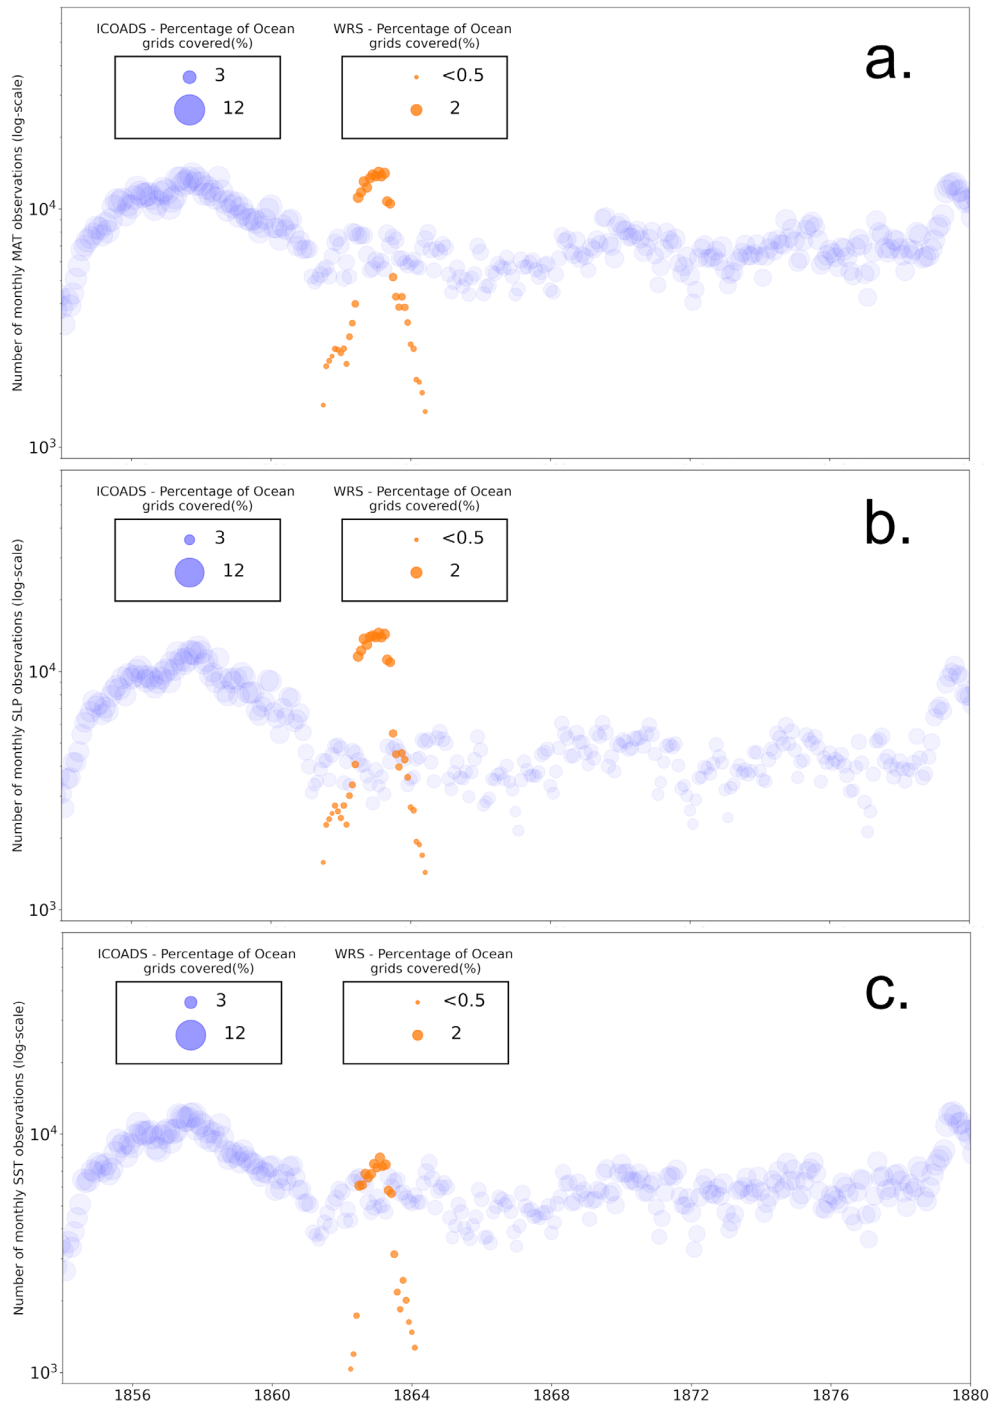 ICOADS - Percentage of Ocean
grids covered(%)
3
12
WRS - Percentage of Ocean
grids covered(%)
<0.5
2
a.
Number of monthly MAT observations (log-scale)
10⁴
10³
ICOADS - Percentage of Ocean
grids covered(%)
3
12
WRS - Percentage of Ocean
grids covered(%)
<0.5
2
b.
Number of monthly SLP observations (log-scale)
10⁴
10³
ICOADS - Percentage of Ocean
grids covered(%)
3
12
WRS - Percentage of Ocean
grids covered(%)
<0.5
2
c.
Number of monthly SST observations (log-scale)
10⁴
10³
1856 1860 1864 1868 1872 1876 1880